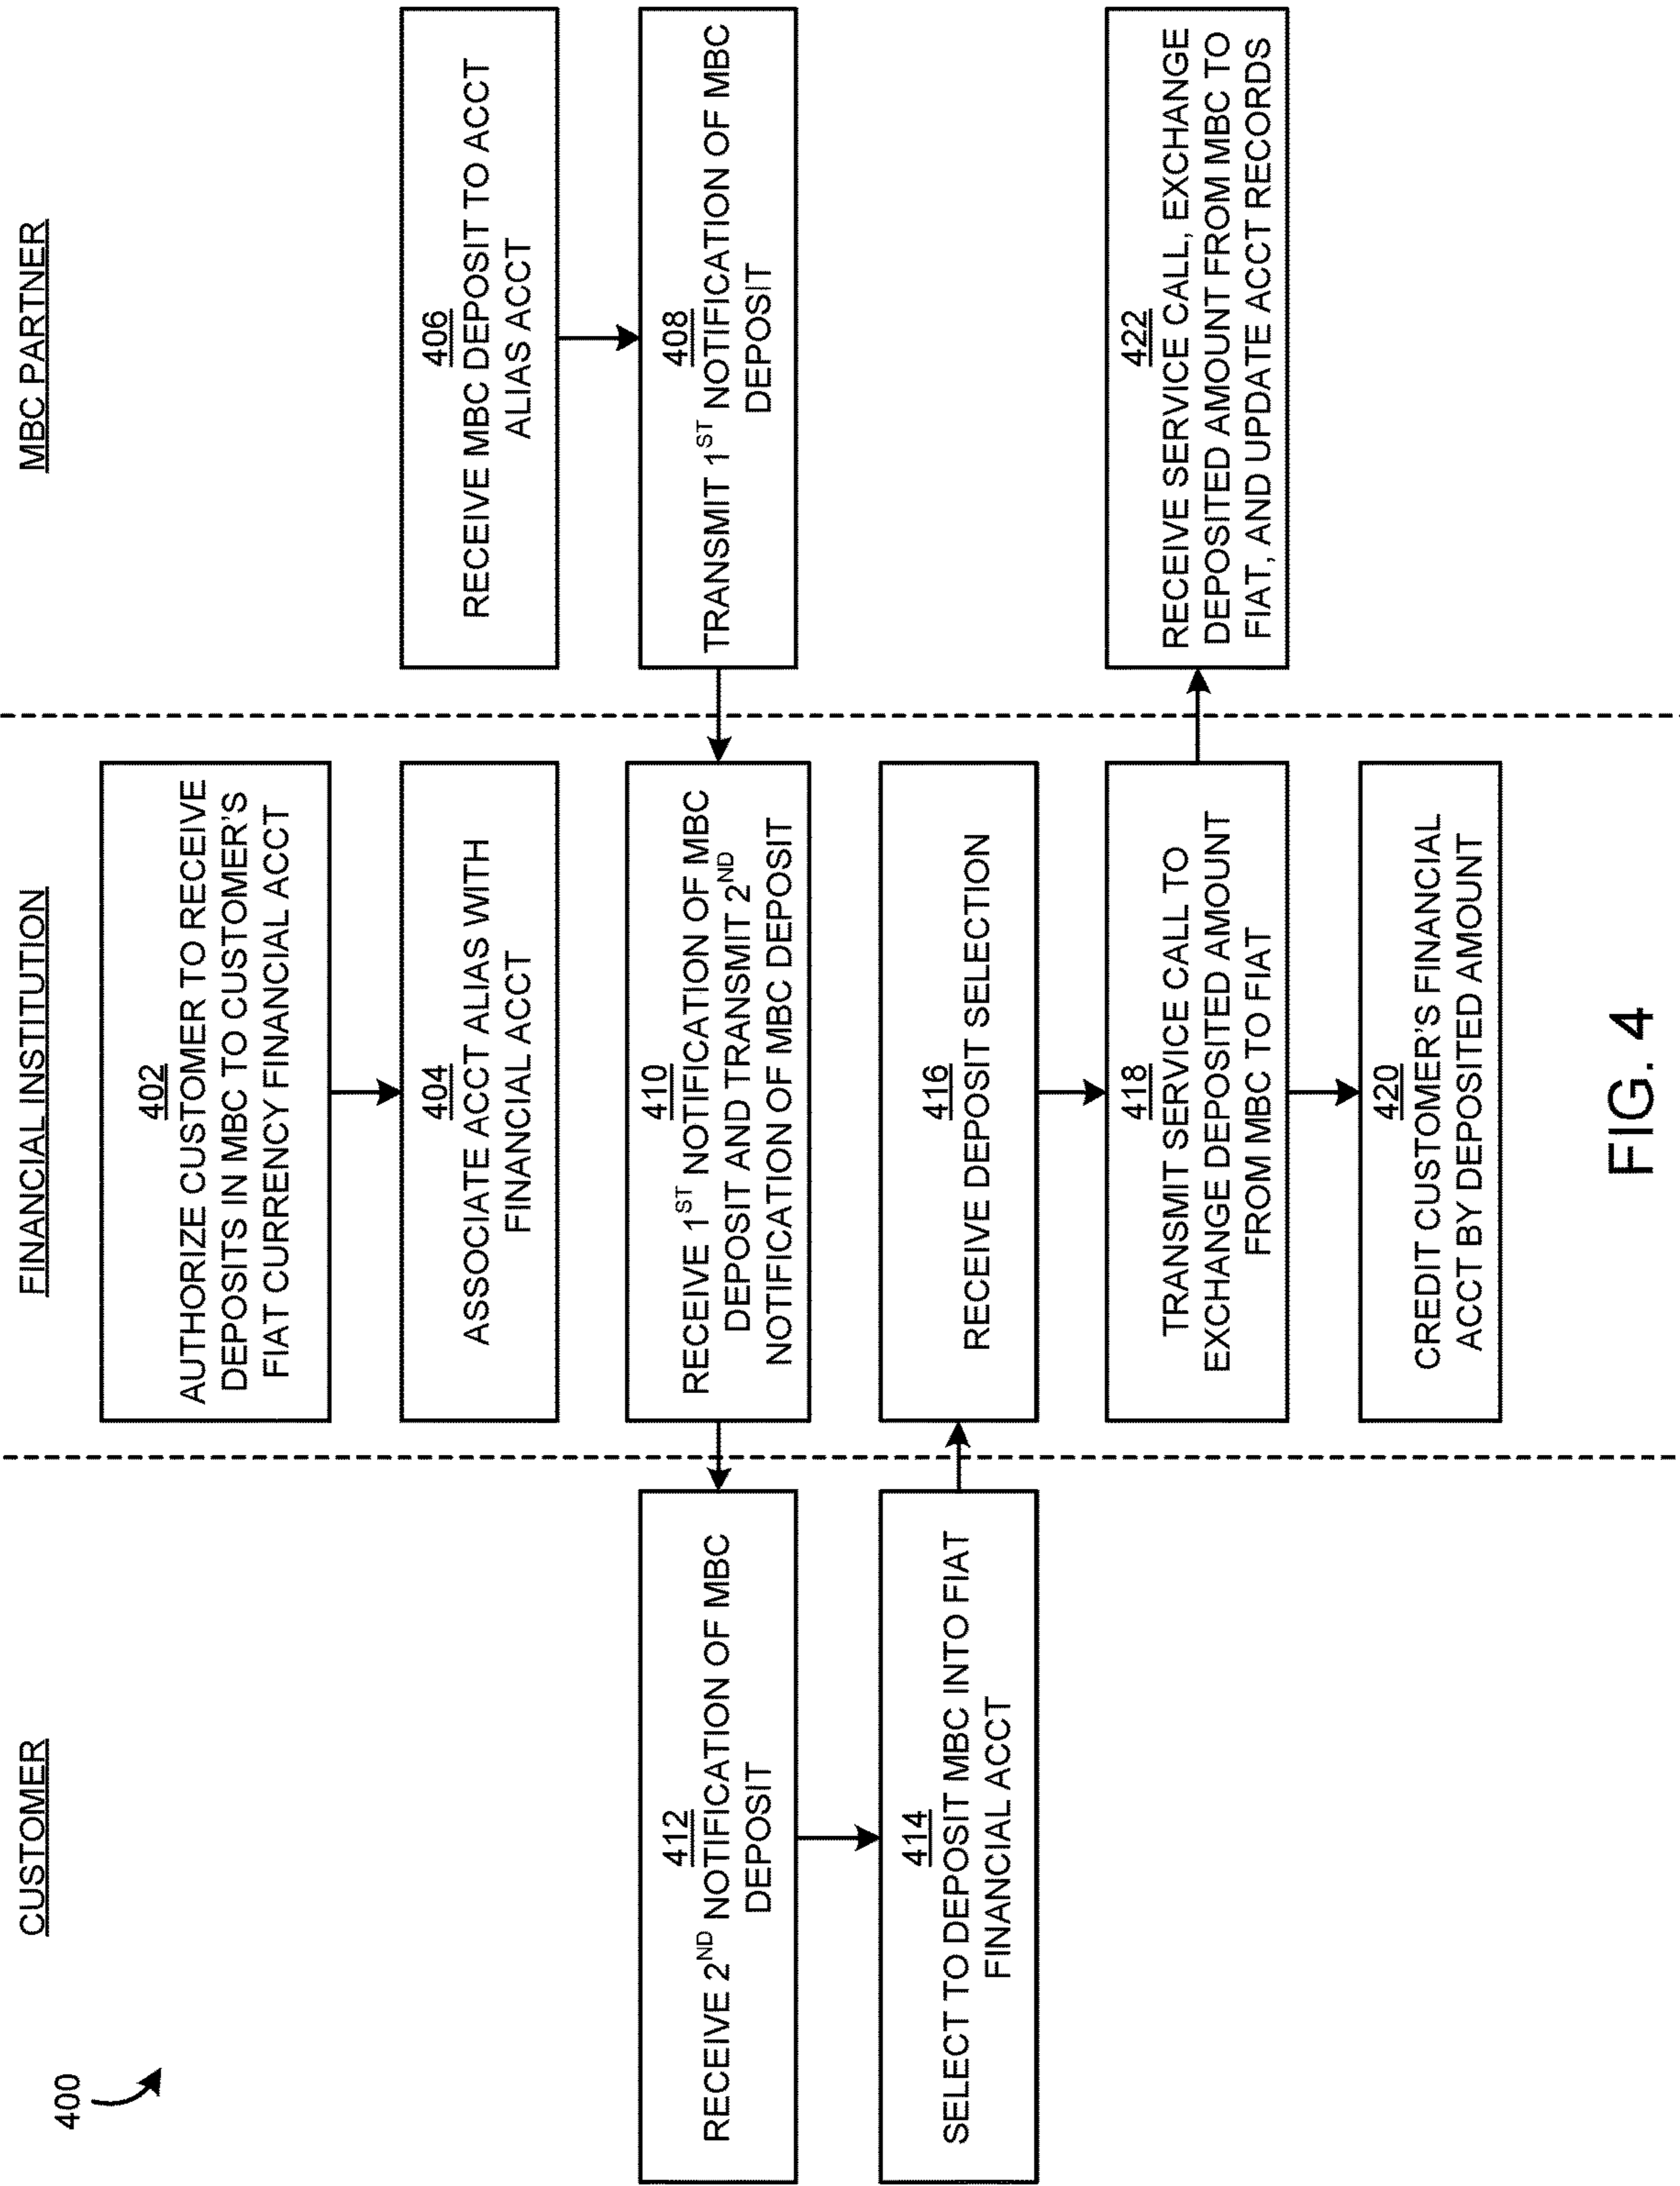 400
CUSTOMER
FINANCIAL INSTITUTION
MBC PARTNER
402
AUTHORIZE CUSTOMER TO RECEIVE
DEPOSITS IN MBC TO CUSTOMER'S
FIAT CURRENCY FINANCIAL ACCT
404
ASSOCIATE ACCT ALIAS WITH
FINANCIAL ACCT
406
RECEIVE MBC DEPOSIT TO ACCT
ALIAS ACCT
408
TRANSMIT 1ST NOTIFICATION OF MBC
DEPOSIT
410
RECEIVE 1ST NOTIFICATION OF MBC
DEPOSIT AND TRANSMIT 2ND
NOTIFICATION OF MBC DEPOSIT
412
RECEIVE 2ND NOTIFICATION OF MBC
DEPOSIT
414
SELECT TO DEPOSIT MBC INTO FIAT
FINANCIAL ACCT
416
RECEIVE DEPOSIT SELECTION
418
TRANSMIT SERVICE CALL TO
EXCHANGE DEPOSITED AMOUNT
FROM MBC TO FIAT
422
RECEIVE SERVICE CALL, EXCHANGE
DEPOSITED AMOUNT FROM MBC TO
FIAT, AND UPDATE ACCT RECORDS
420
CREDIT CUSTOMER'S FINANCIAL
ACCT BY DEPOSITED AMOUNT
FIG. 4